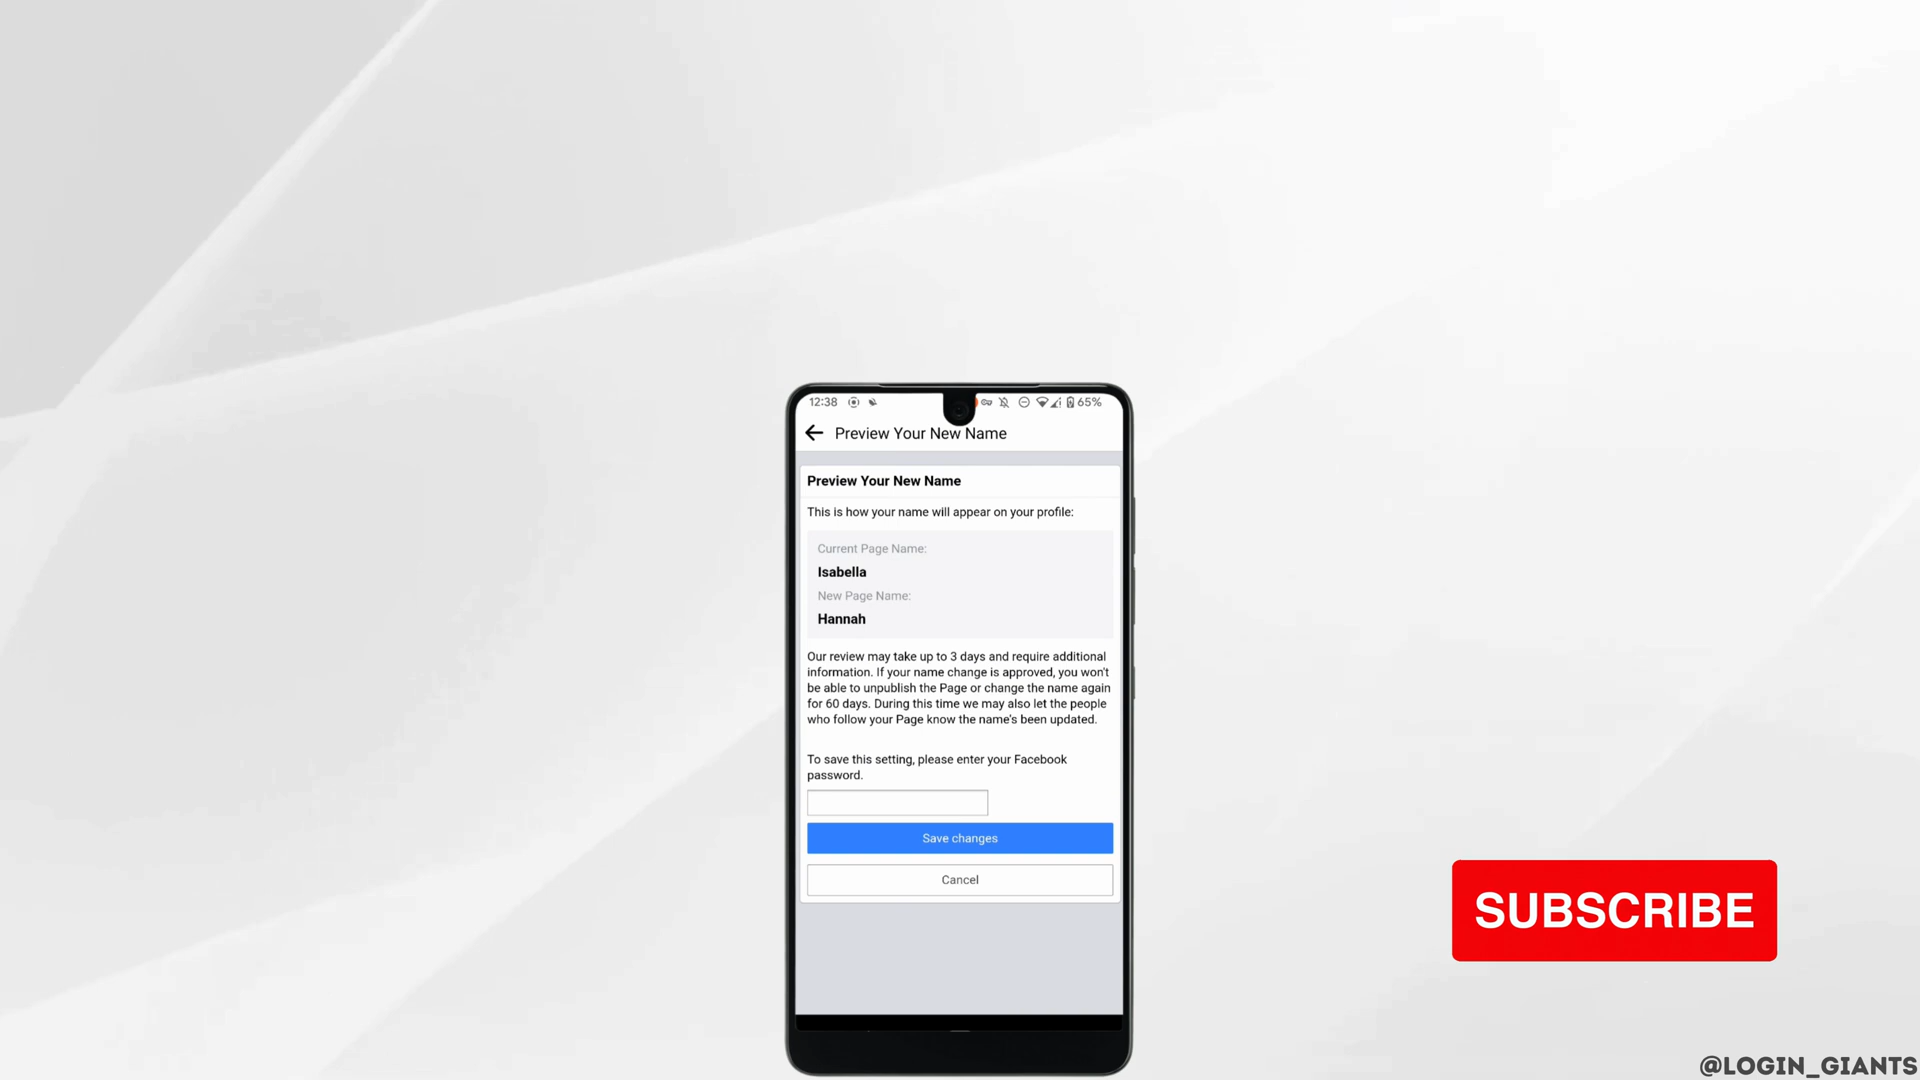 12:38
65%
Preview Your New Name
Preview Your New Name
This is how your name will appear on your profile:
Current Page Name:
Isabella
New Page Name:
Hannah
Our review may take up to 3 days and require additional
information. If your name change is approved, you won't
be able to unpublish the Page or change the name again
for 60 days. During this time we may also let the people
who follow your Page know the name's been updated.
To save this setting, please enter your Facebook
password.
Save changes
Cancel
SUBSCRIBE
@LOGIN_GIANTS